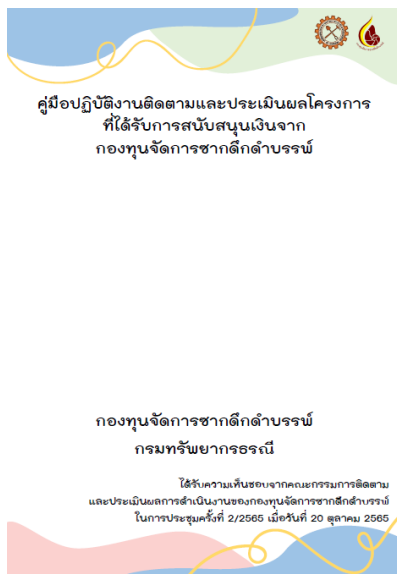 คู่มือปฏิบัติงานติดตามและประเมินผลโครงการ
ที่ได้รับการสนับสนุนเงินจาก
กองทุนจัดการซากดึกดำบรรพ์
กองทุนจัดการซากดึกดำบรรพ์
กรมทรัพยากรธรณี
ได้รับความเห็นชอบจากคณะกรรมการติดตาม
และประเมินผลการดำเนินงานของกองทุนจัดการซากดึกดำบรรพ์
ในการประชุมครั้งที่ 2/2565 เมื่อวันที่ 20 ตุลาคม 2565